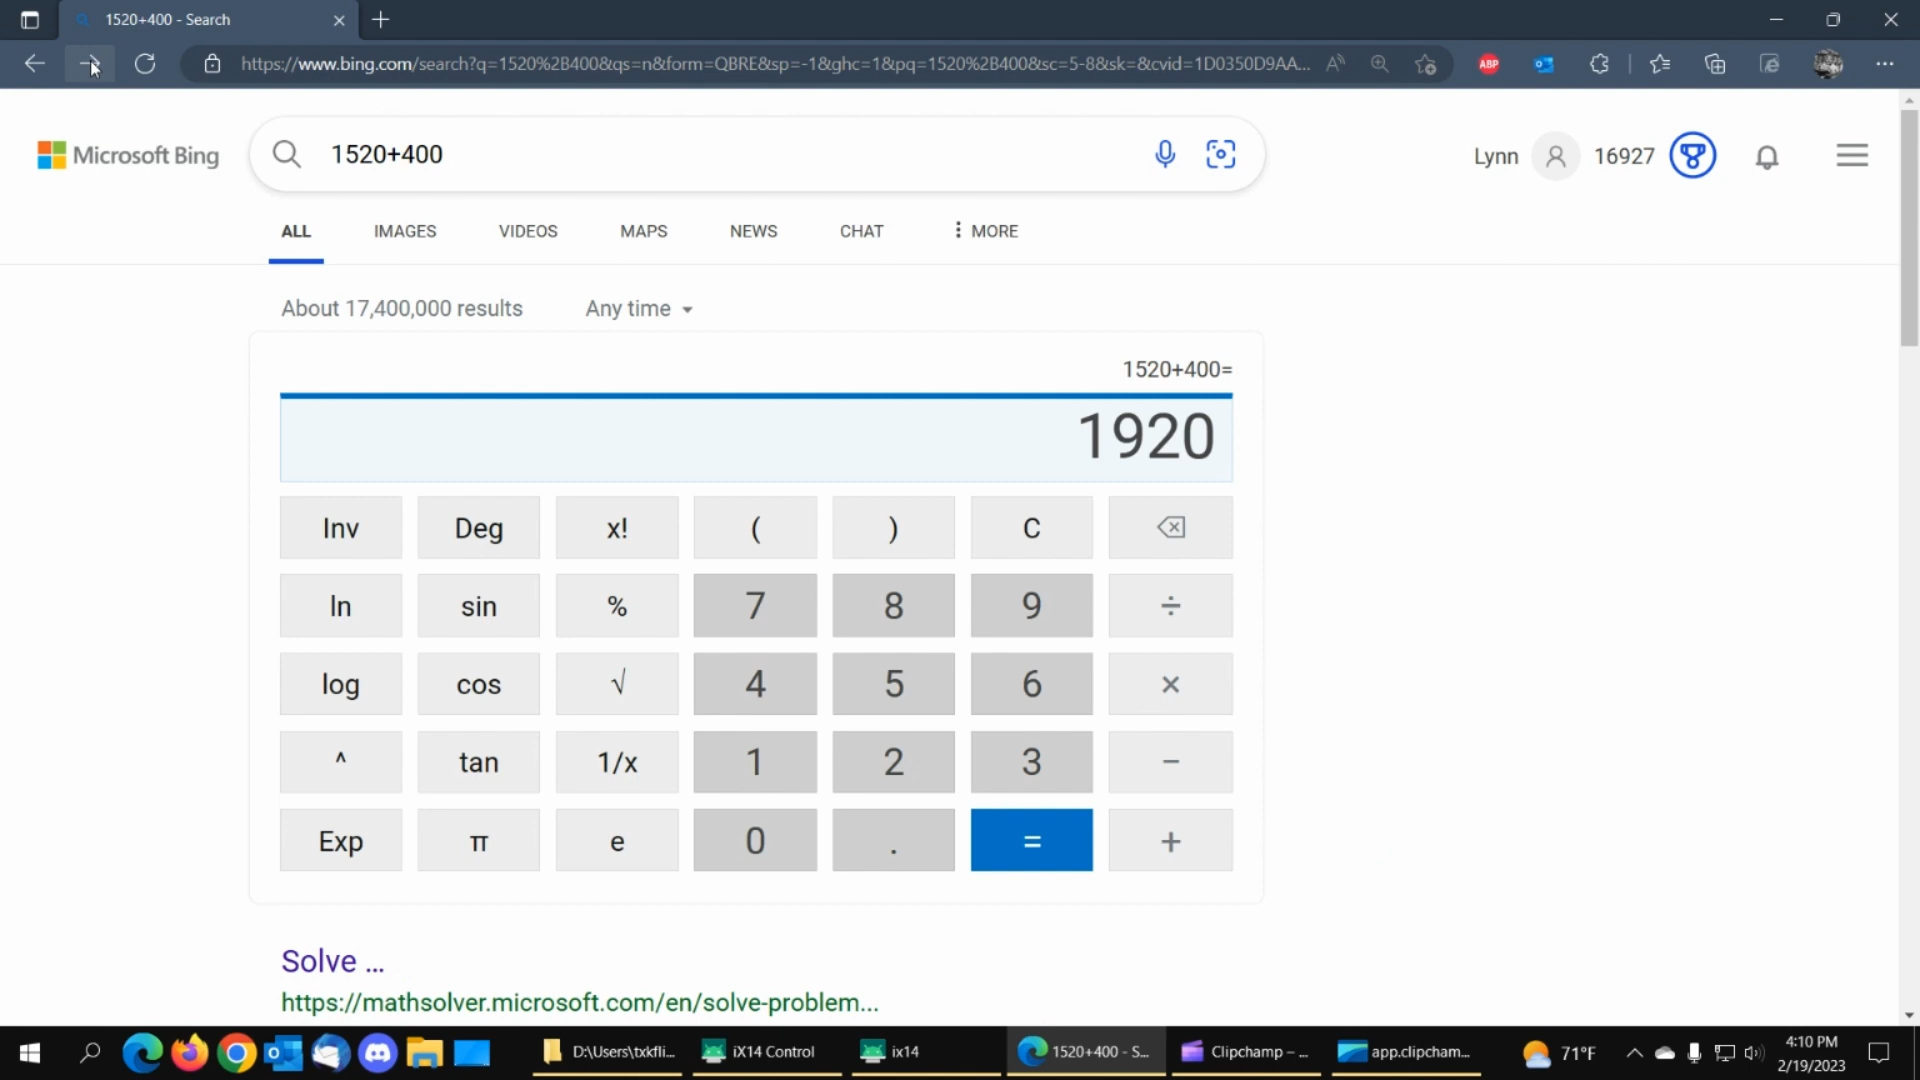 1520+400 - Search
https://www.bing.com/search?q=1520%2B400&qs=n&form=QBRE&sp=-1&ghc=1&pq=1520%2B400&sc=5-8&sk=&cvid=1D0350D9AA...
ABP
Microsoft Bing
1520+400
Lynn
16927
ALL
IMAGES
VIDEOS
MAPS
NEWS
CHAT
MORE
About 17,400,000 results
Any time
1520+400=
1920
Inv Deg x! ( ) C
ln sin % 7 8 9 ÷
log cos √ 4 5 6 ×
^ tan 1/x 1 2 3 −
Exp π e 0 . = +
Solve ...
https://mathsolver.microsoft.com/en/solve-problem...
D:\Users\txkfli...
iX14 Control
ix14
1520+400 - S...
Clipchamp – ...
app.clipcham...
71°F
4:10 PM
2/19/2023